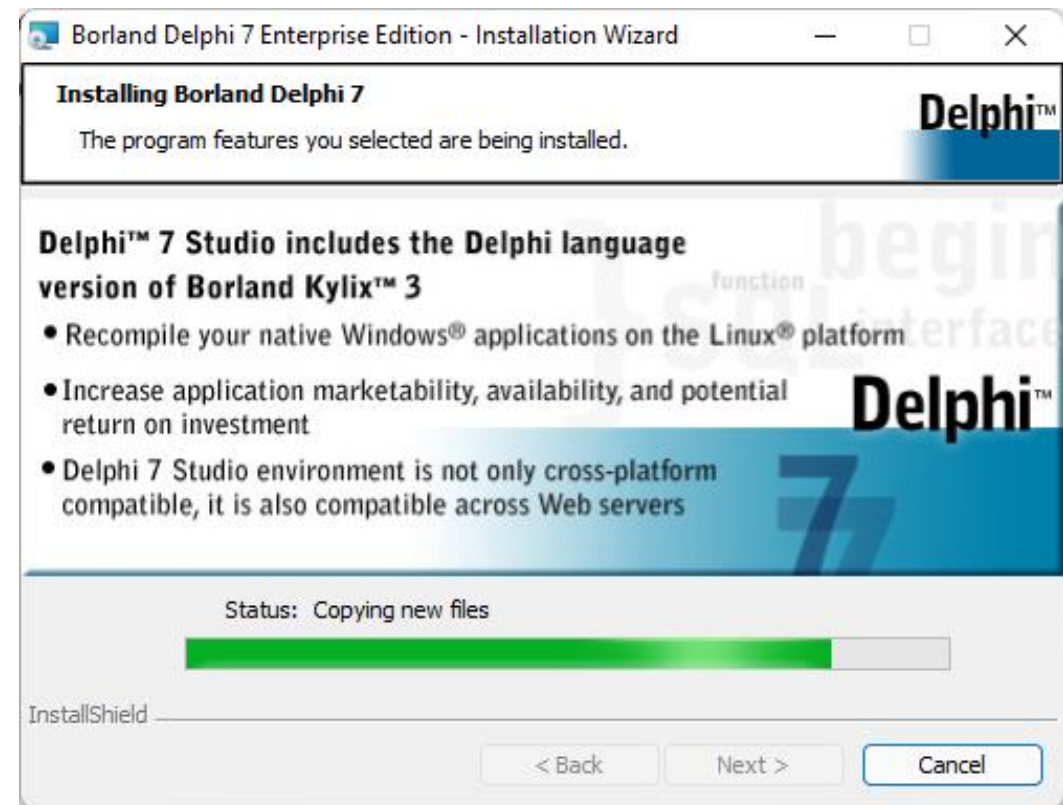 Borland Delphi 7 Enterprise Edition - Installation Wizard
Installing Borland Delphi 7
The program features you selected are being installed.
Delphi™
Delphi™ 7 Studio includes the Delphi language
version of Borland Kylix™ 3
• Recompile your native Windows® applications on the Linux® platform
• Increase application marketability, availability, and potential
return on investment
• Delphi 7 Studio environment is not only cross-platform
compatible, it is also compatible across Web servers
begin
function
SQL
interface
}
Delphi™
7
7
Status: Copying new files
InstallShield
< Back
Next >
Cancel